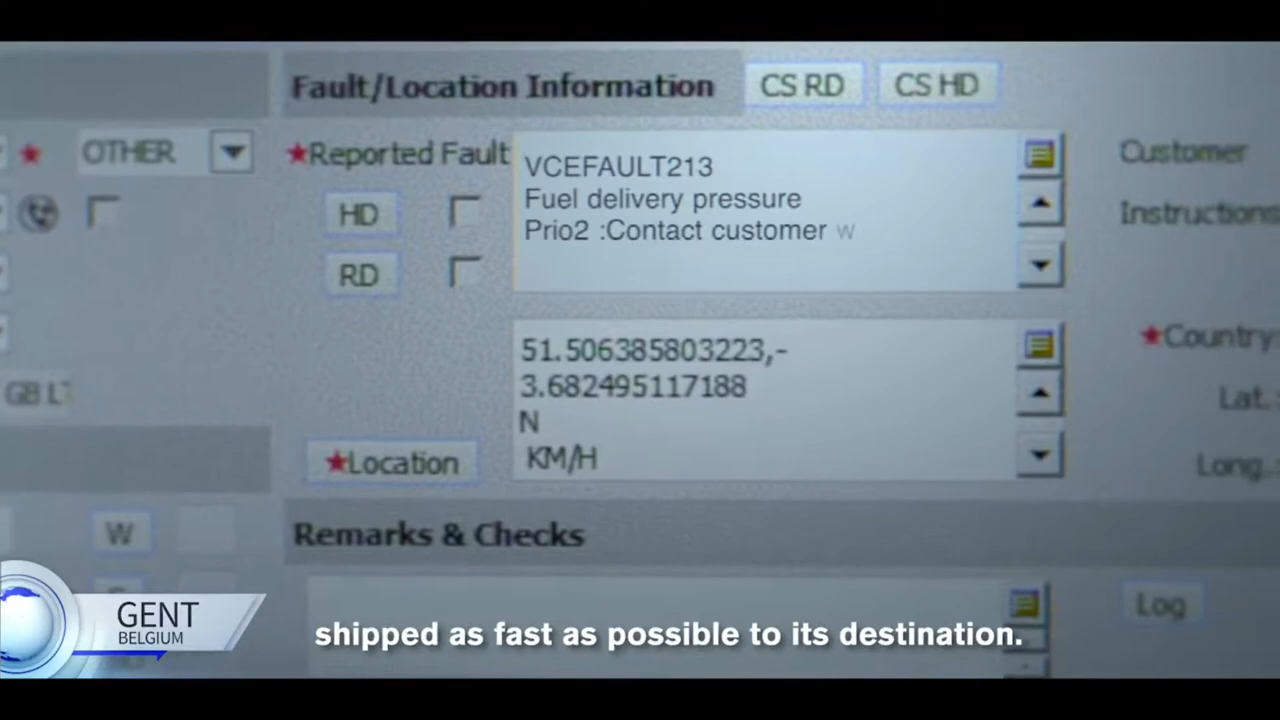 Fault/Location Information
CS RD
CS HD
★
OTHER
★Reported Fault
VCEFAULT213
Fuel delivery pressure
Prio2 :Contact customer w
Customer
HD
Instructions
RD
51.506385803223,-
3.682495117188
N
KM/H
★Country:
GB LT
Lat.:
★Location
Long.:
Remarks & Checks
W
Log
GENT
BELGIUM
shipped as fast as possible to its destination.